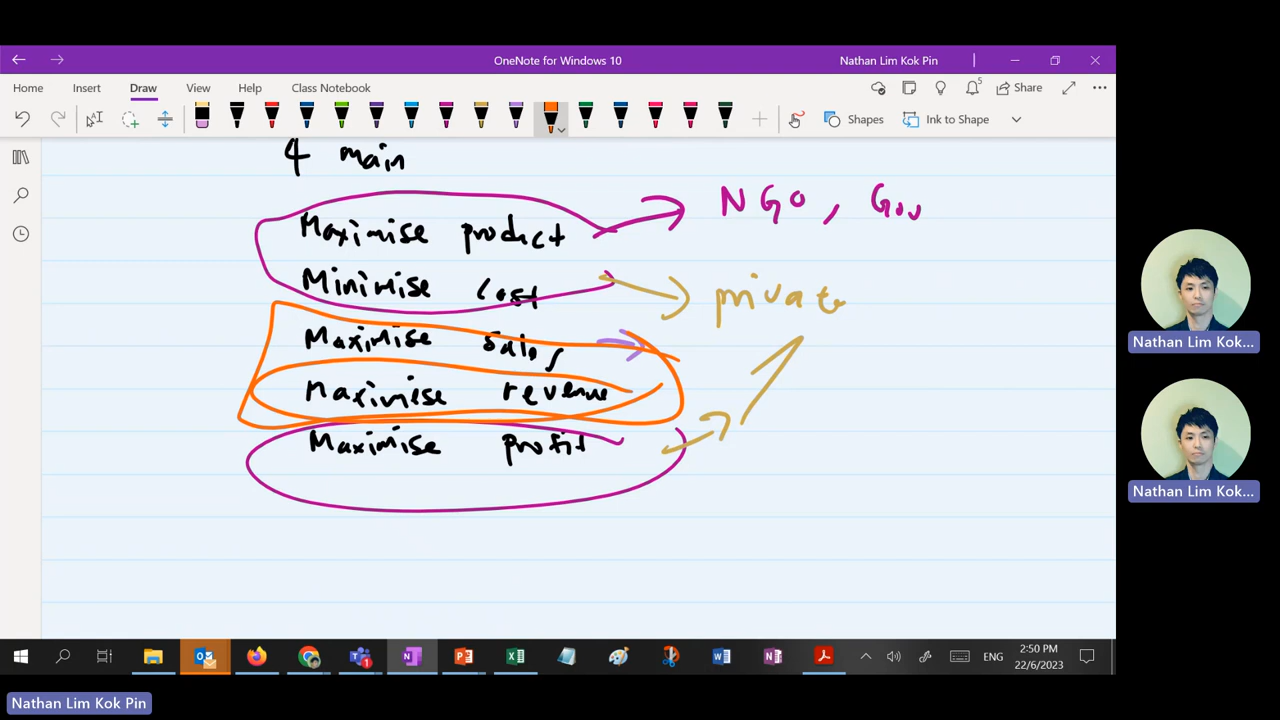 OneNote for Windows 10
Nathan Lim Kok Pin
Home Insert Draw View Help Class Notebook
5 Share
Shapes Ink to Shape
4 main
Maximise product NGO, Gov
Minimise cost private
Maximise sales
Maximise revenue
Maximise profit
Nathan Lim Kok...
Nathan Lim Kok...
1 ENG 2:50 PM
22/6/2023
Nathan Lim Kok Pin